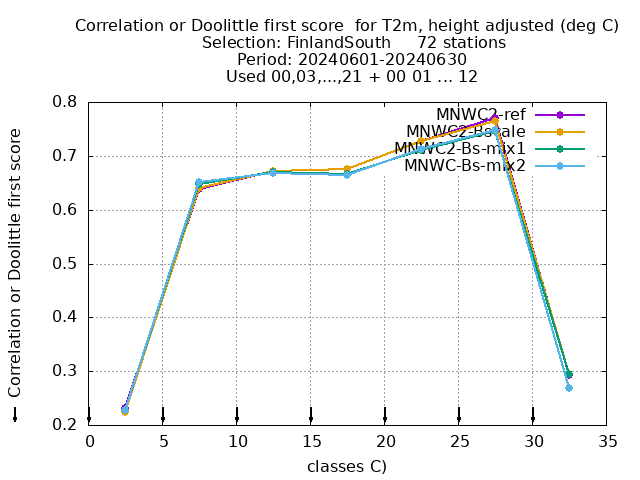 Correlation or Doolittle first score  for T2m, height adjusted (deg C)
Selection: FinlandSouth     72 stations
Period: 20240601-20240630
Used 00,03,...,21 + 00 01 ... 12
Correlation or Doolittle first score
0.8
0.7
0.6
0.5
0.4
0.3
0.2
MNWC2-ref
MNWC2-Bsscale
MNWC2-Bs-mix1
MNWC-Bs-mix2
0 5 10 15 20 25 30 35
classes C)